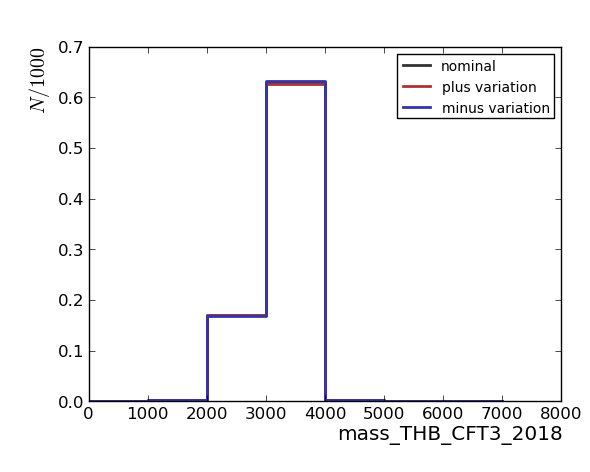 N/1000
0.7
0.6
0.5
0.4
0.3
0.2
0.1
0.0
nominal
plus variation
minus variation
0 1000 2000 3000 4000 5000 6000 7000 8000
mass_THB_CFT3_2018